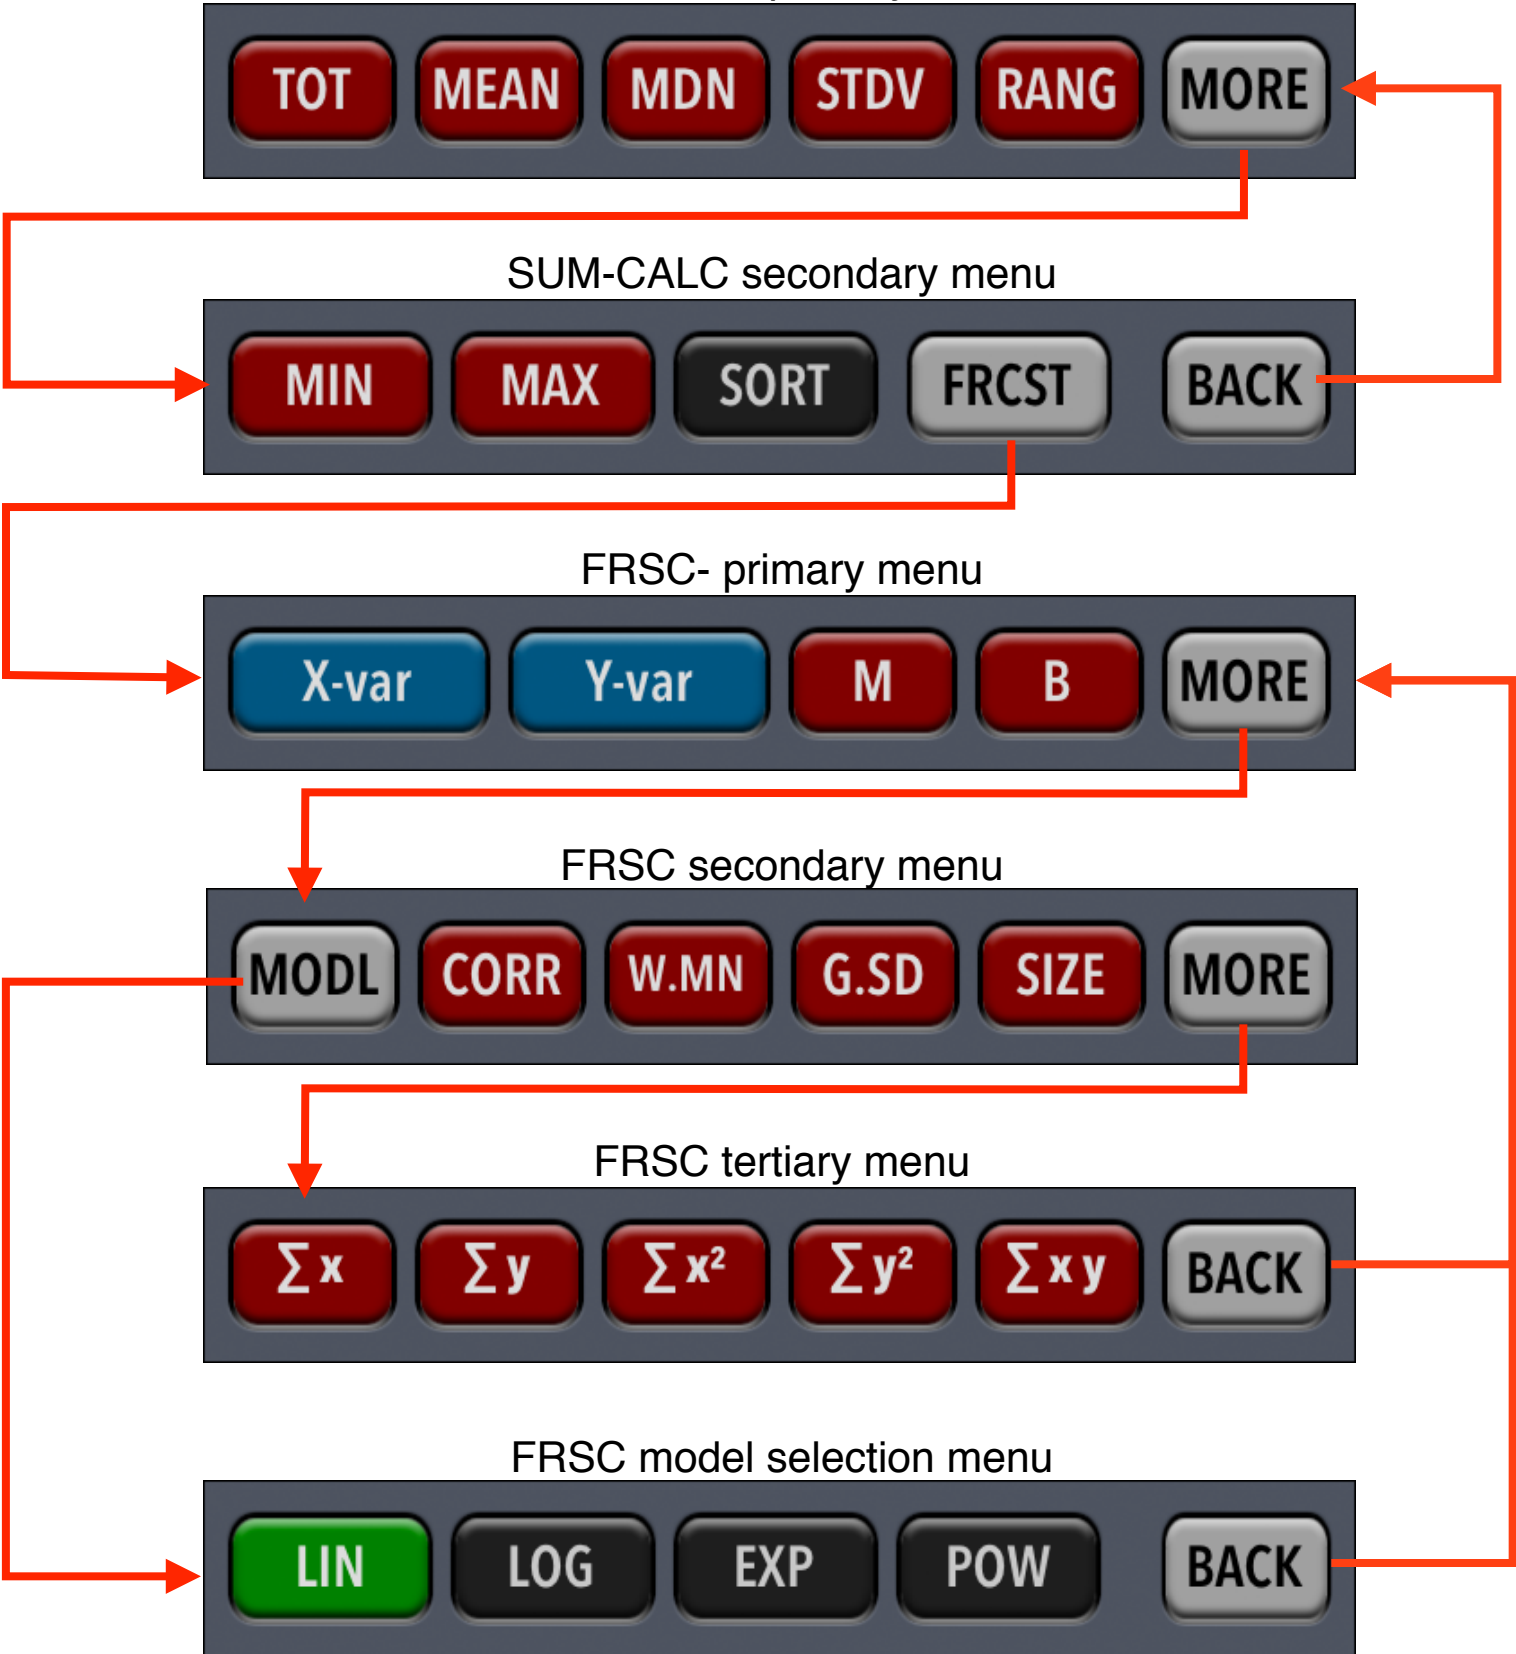 TOT MEAN MDN STDV RANG MORE
SUM-CALC secondary menu
MIN MAX SORT FRCST BACK
FRSC- primary menu
X-var Y-var M B MORE
FRSC secondary menu
MODL CORR W.MN G.SD SIZE MORE
FRSC tertiary menu
∑x ∑y ∑x² ∑y² ∑xy BACK
FRSC model selection menu
LIN LOG EXP POW BACK